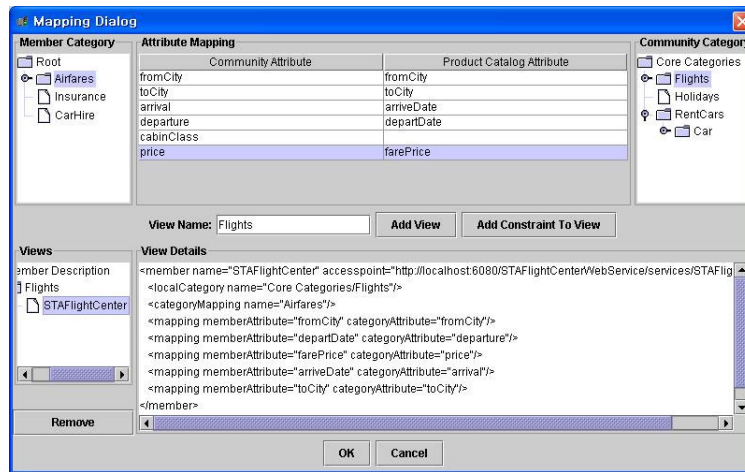 Mapping Dialog
Member Category
Root
Airfares
Insurance
CarHire
Attribute Mapping
Community Attribute Product Catalog Attribute
fromCity fromCity
toCity toCity
arrival arriveDate
departure departDate
cabinClass
price farePrice
Community Category
Core Categories
Flights
Holidays
RentCars
Car
View Name: Flights Add View Add Constraint To View
Views
ember Description
Flights
STAFlightCenter
Remove
View Details
<member name="STAFlightCenter" accesspoint="http://localhost:6080/STAFlightCenterWebService/services/STAFlig
<localCategory name="Core Categories/Flights"/>
<categoryMapping name="Airfares"/>
<mapping memberAttribute="fromCity" categoryAttribute="fromCity"/>
<mapping memberAttribute="departDate" categoryAttribute="departure"/>
<mapping memberAttribute="farePrice" categoryAttribute="price"/>
<mapping memberAttribute="arriveDate" categoryAttribute="arrival"/>
<mapping memberAttribute="toCity" categoryAttribute="toCity"/>
</member>
OK Cancel